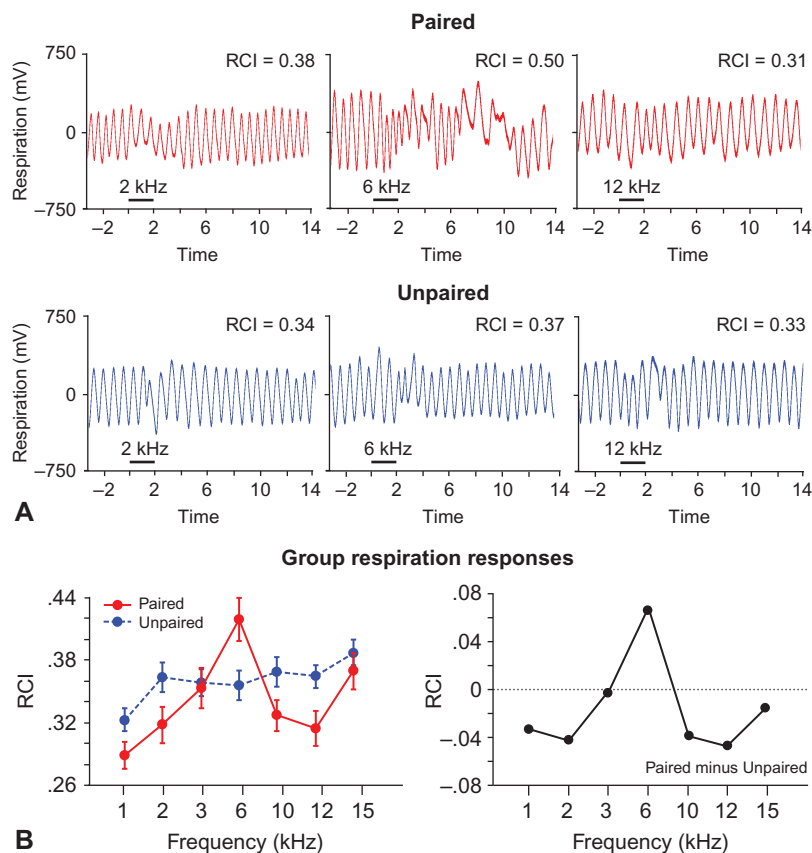 Paired
750
0
–750
Respiration (mV)
RCI = 0.38
2 kHz
–2 2 6 10 14
Time
RCI = 0.50
6 kHz
–2 2 6 10 14
Time
RCI = 0.31
12 kHz
–2 2 6 10 14
Time
Unpaired
750
0
–750
Respiration (mV)
RCI = 0.34
2 kHz
–2 2 6 10 14
Time
RCI = 0.37
6 kHz
–2 2 6 10 14
Time
RCI = 0.33
12 kHz
–2 2 6 10 14
Time
A
Group respiration responses
.44
.38
.32
.26
RCI
Paired
Unpaired
1 2 3 6 10 12 15
Frequency (kHz)
.08
0.04
0
–0.04
–.08
RCI
Paired minus Unpaired
1 2 3 6 10 12 15
Frequency (kHz)
B